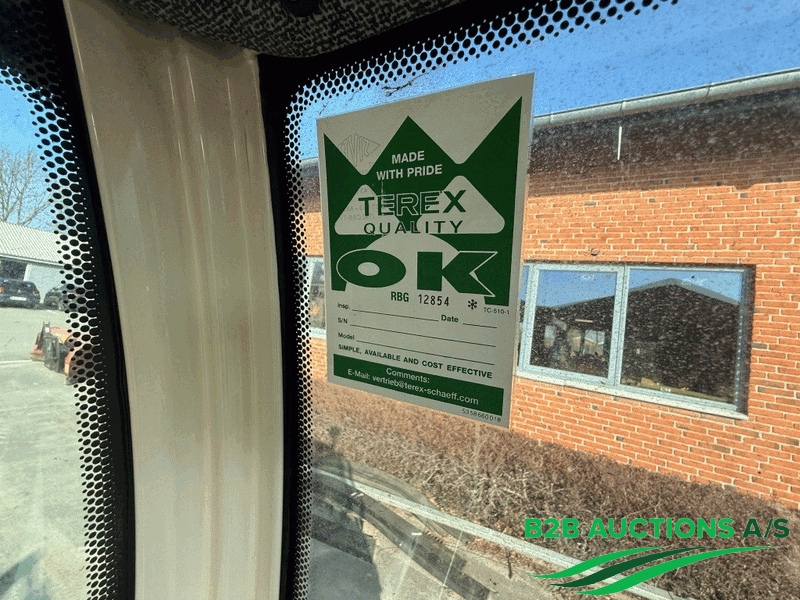 MADE
WITH PRIDE
TEREX
QUALITY
OK
RBG 12854
Insp. Date TC-510-1
S/N
Model
SIMPLE, AVAILABLE AND COST EFFECTIVE
Comments:
E-Mail: vertrieb@terex-schaeff.com
5358660018
B2B AUCTIONS A/S